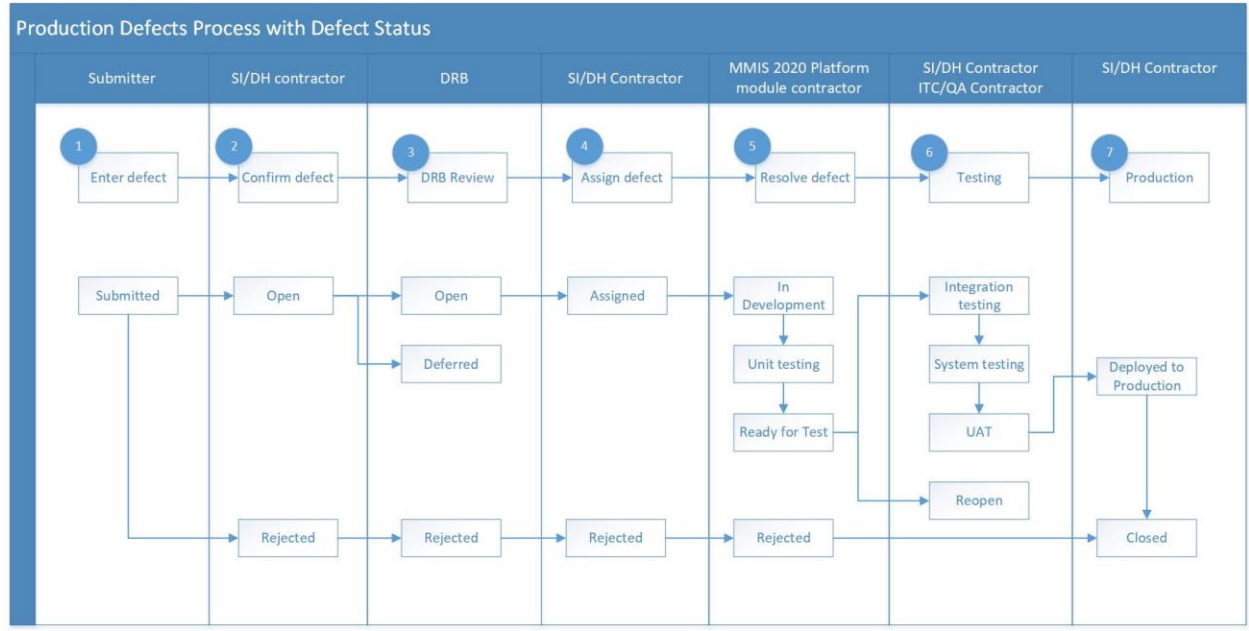 Production Defects Process with Defect Status
Submitter
SI/DH contractor
DRB
SI/DH Contractor
MMIS 2020 Platform
module contractor
SI/DH Contractor
ITC/QA Contractor
SI/DH Contractor
1
Enter defect
2
Confirm defect
3
DRB Review
4
Assign defect
5
Resolve defect
6
Testing
7
Production
Submitted
Open
Open
Assigned
In
Development
Integration
testing
Deferred
Unit testing
System testing
Deployed to
Production
Ready for Test
UAT
Reopen
Rejected
Rejected
Rejected
Rejected
Closed